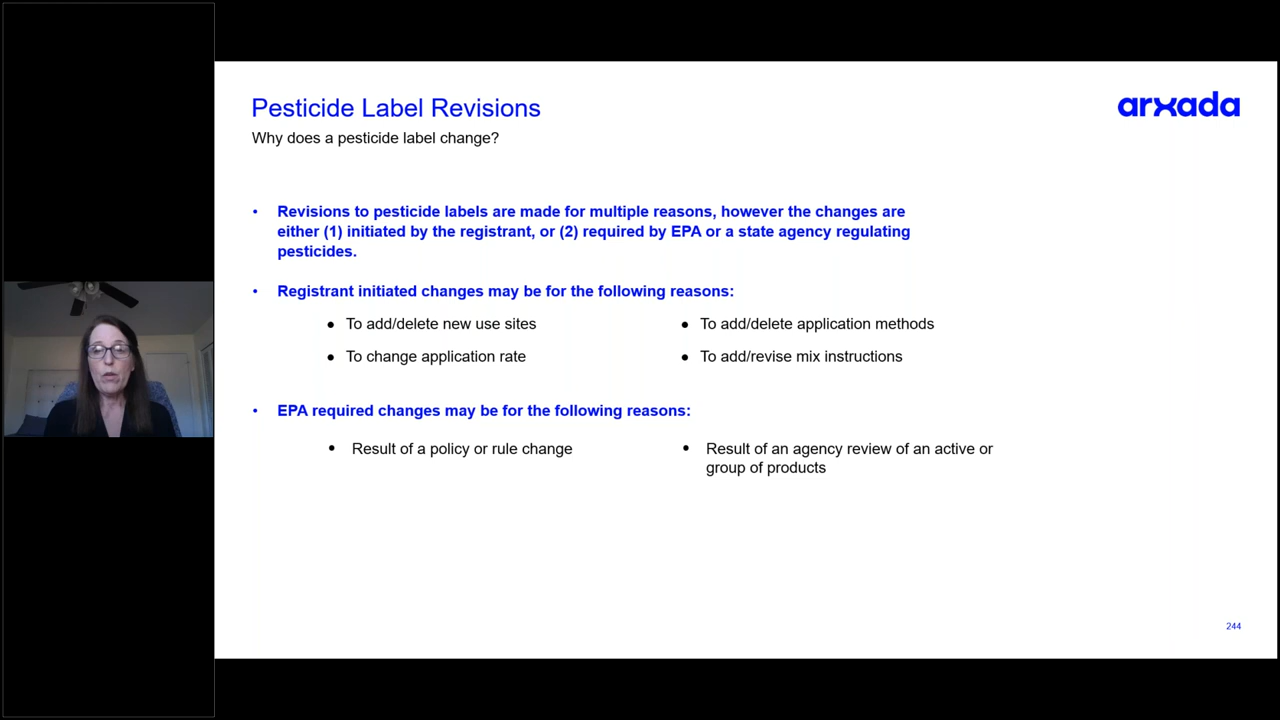 Pesticide Label Revisions
arxada
Why does a pesticide label change?
• Revisions to pesticide labels are made for multiple reasons, however the changes are
either (1) initiated by the registrant, or (2) required by EPA or a state agency regulating
pesticides.
• Registrant initiated changes may be for the following reasons:
● To add/delete new use sites
● To add/delete application methods
● To change application rate
● To add/revise mix instructions
• EPA required changes may be for the following reasons:
• Result of a policy or rule change
• Result of an agency review of an active or
group of products
244